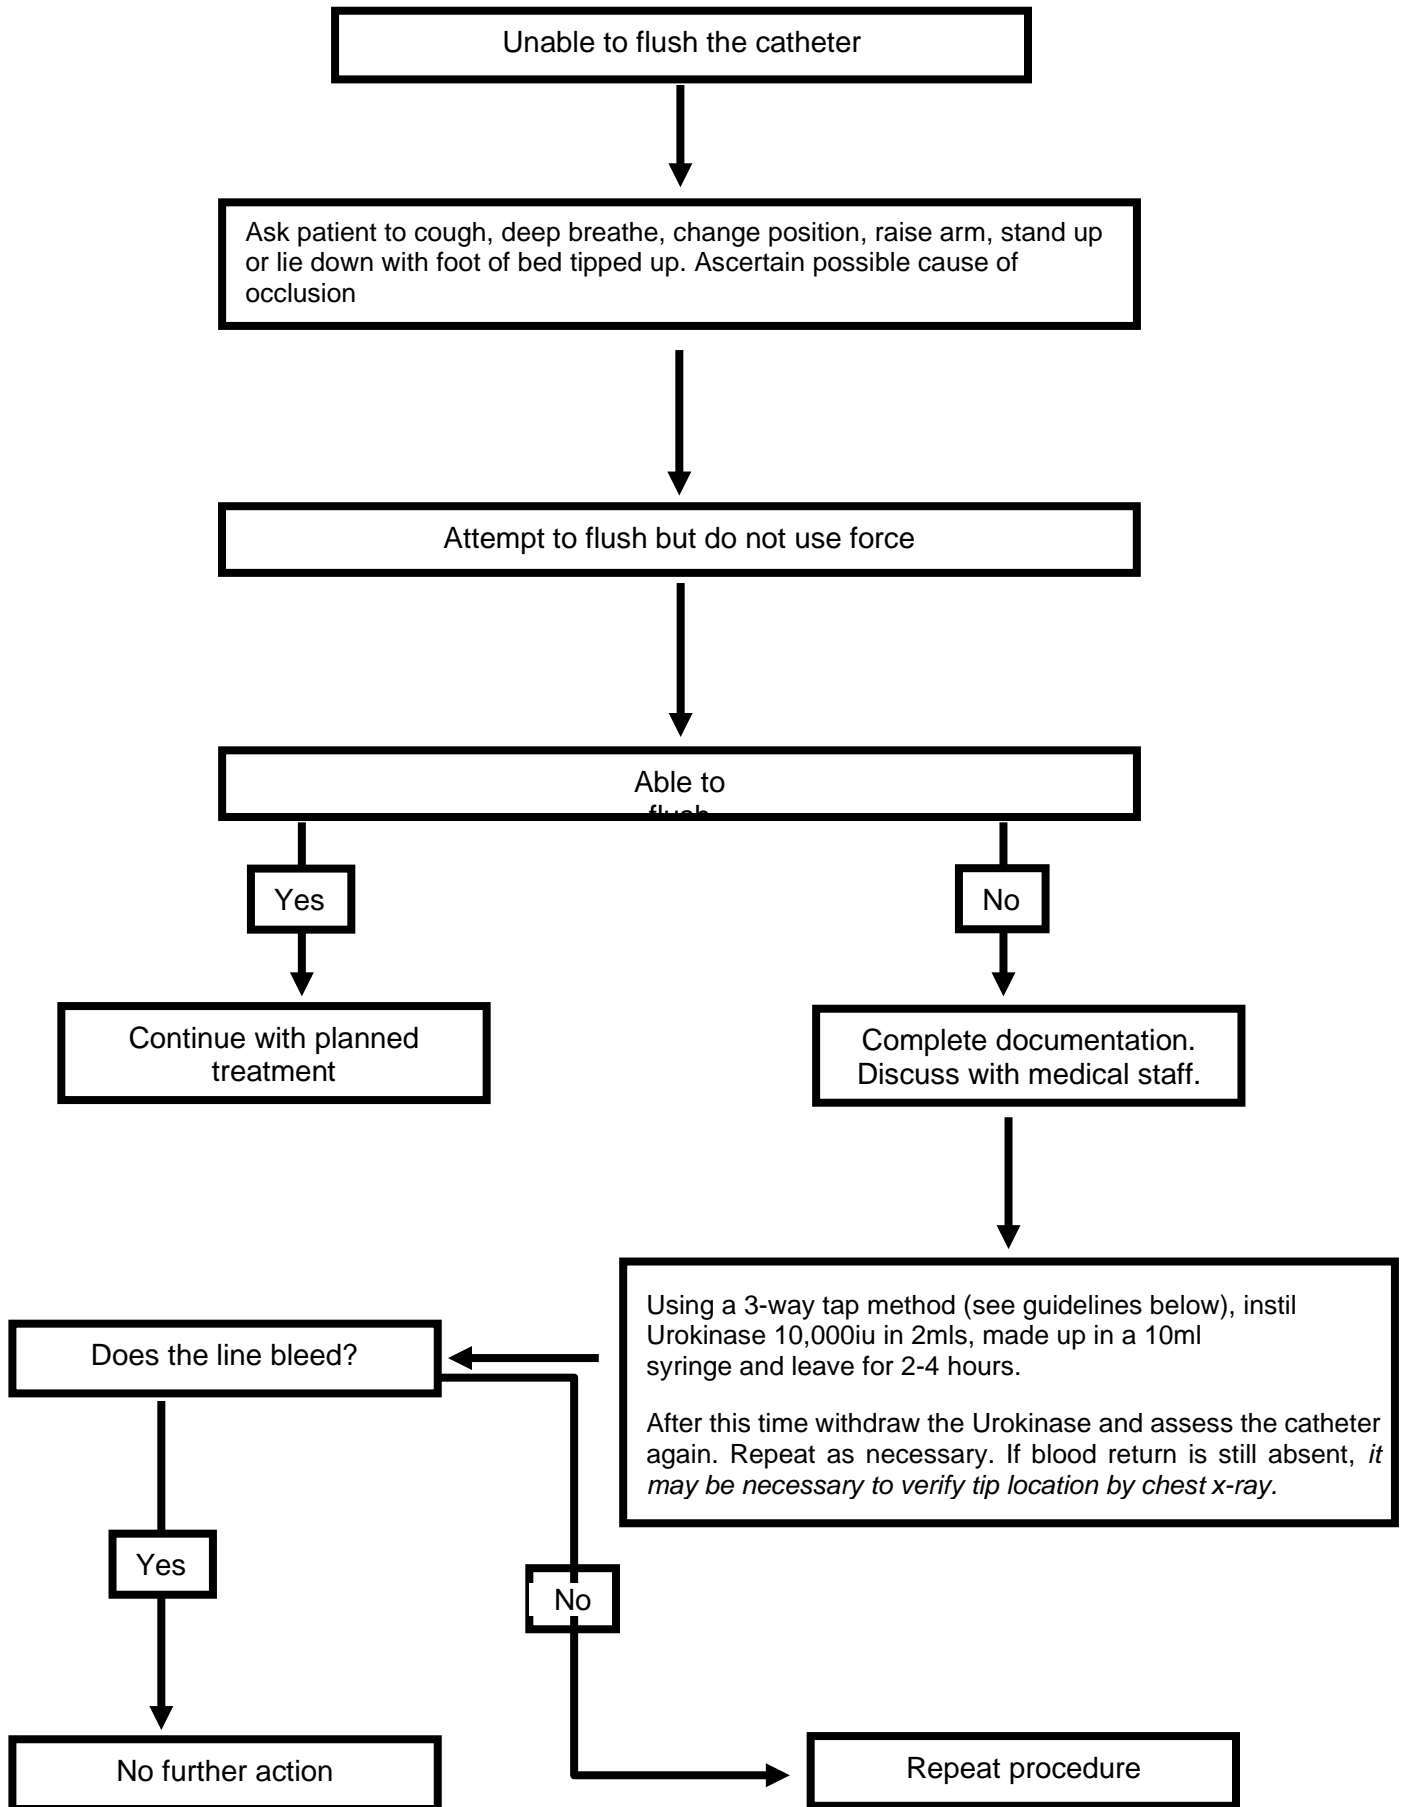 Unable to flush the catheter
Ask patient to cough, deep breathe, change position, raise arm, stand up
or lie down with foot of bed tipped up. Ascertain possible cause of
occlusion
Attempt to flush but do not use force
Able to
flush
Yes
No
Continue with planned
treatment
Complete documentation.
Discuss with medical staff.
Using a 3-way tap method (see guidelines below), instil
Urokinase 10,000iu in 2mls, made up in a 10ml
syringe and leave for 2-4 hours.
After this time withdraw the Urokinase and assess the catheter
again. Repeat as necessary. If blood return is still absent, it
may be necessary to verify tip location by chest x-ray.
Does the line bleed?
Yes
No
No further action
Repeat procedure